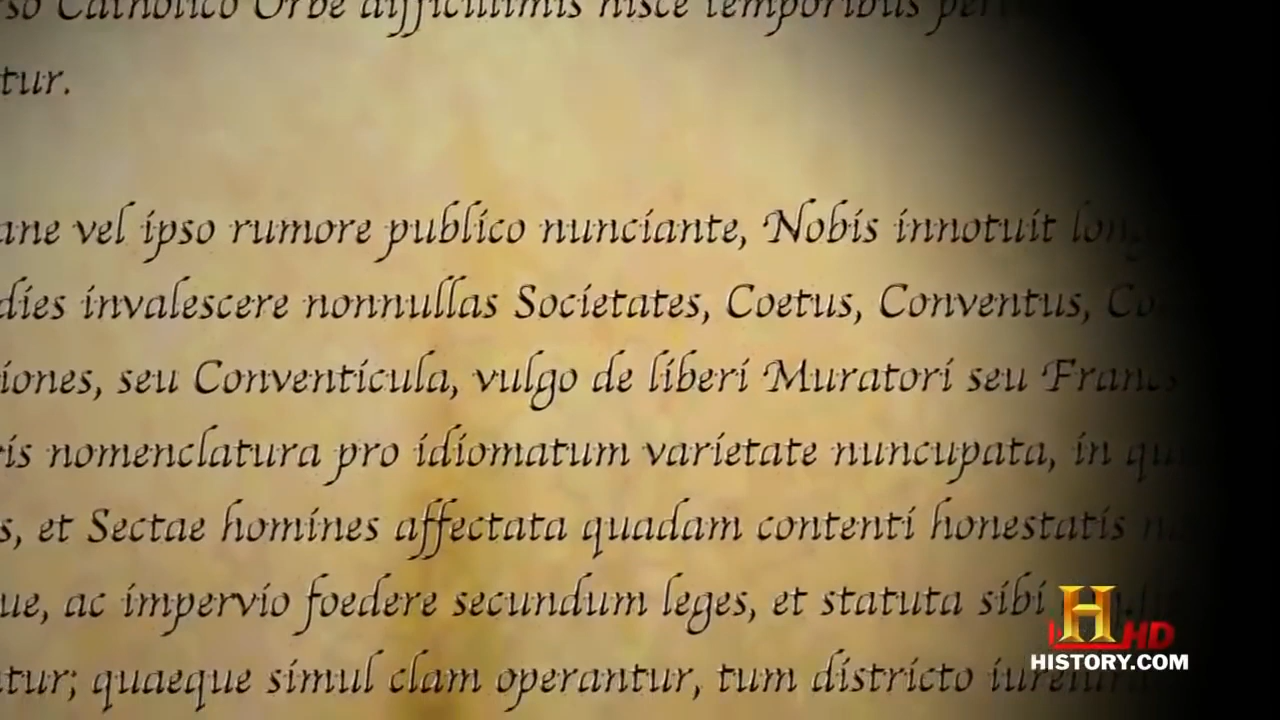 Catholico Orbe difficillimis hisce temporibus
tur.
ane vel ipso rumore publico nunciante, Nobis innotuit
dies invalescere nonnullas Societates, Coetus, Conventus,
iones, seu Conventicula, vulgo de liberi Muratori seu
ris nomenclatura pro idiomatum varietate nuncupata, in
s, et Sectae homines affectata quadam contenti honestatis
ue, ac impervio foedere secundum leges, et statuta sibi
tur; quaeque simul clam operantur, tum districto
H
HD
HISTORY.COM